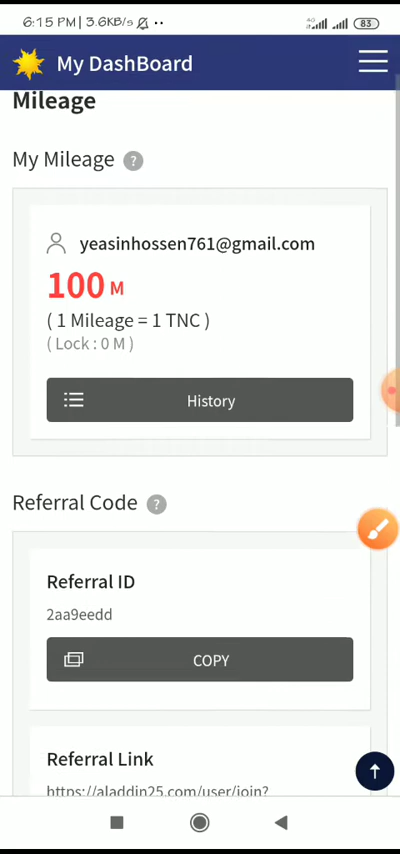 6:15 PM | 3.6KB/s
4G
83
My DashBoard
Mileage
My Mileage ?
yeasinhossen761@gmail.com
100 M
( 1 Mileage = 1 TNC )
( Lock : 0 M )
History
Referral Code ?
Referral ID
2aa9eedd
COPY
Referral Link
https://aladdin25.com/user/join?